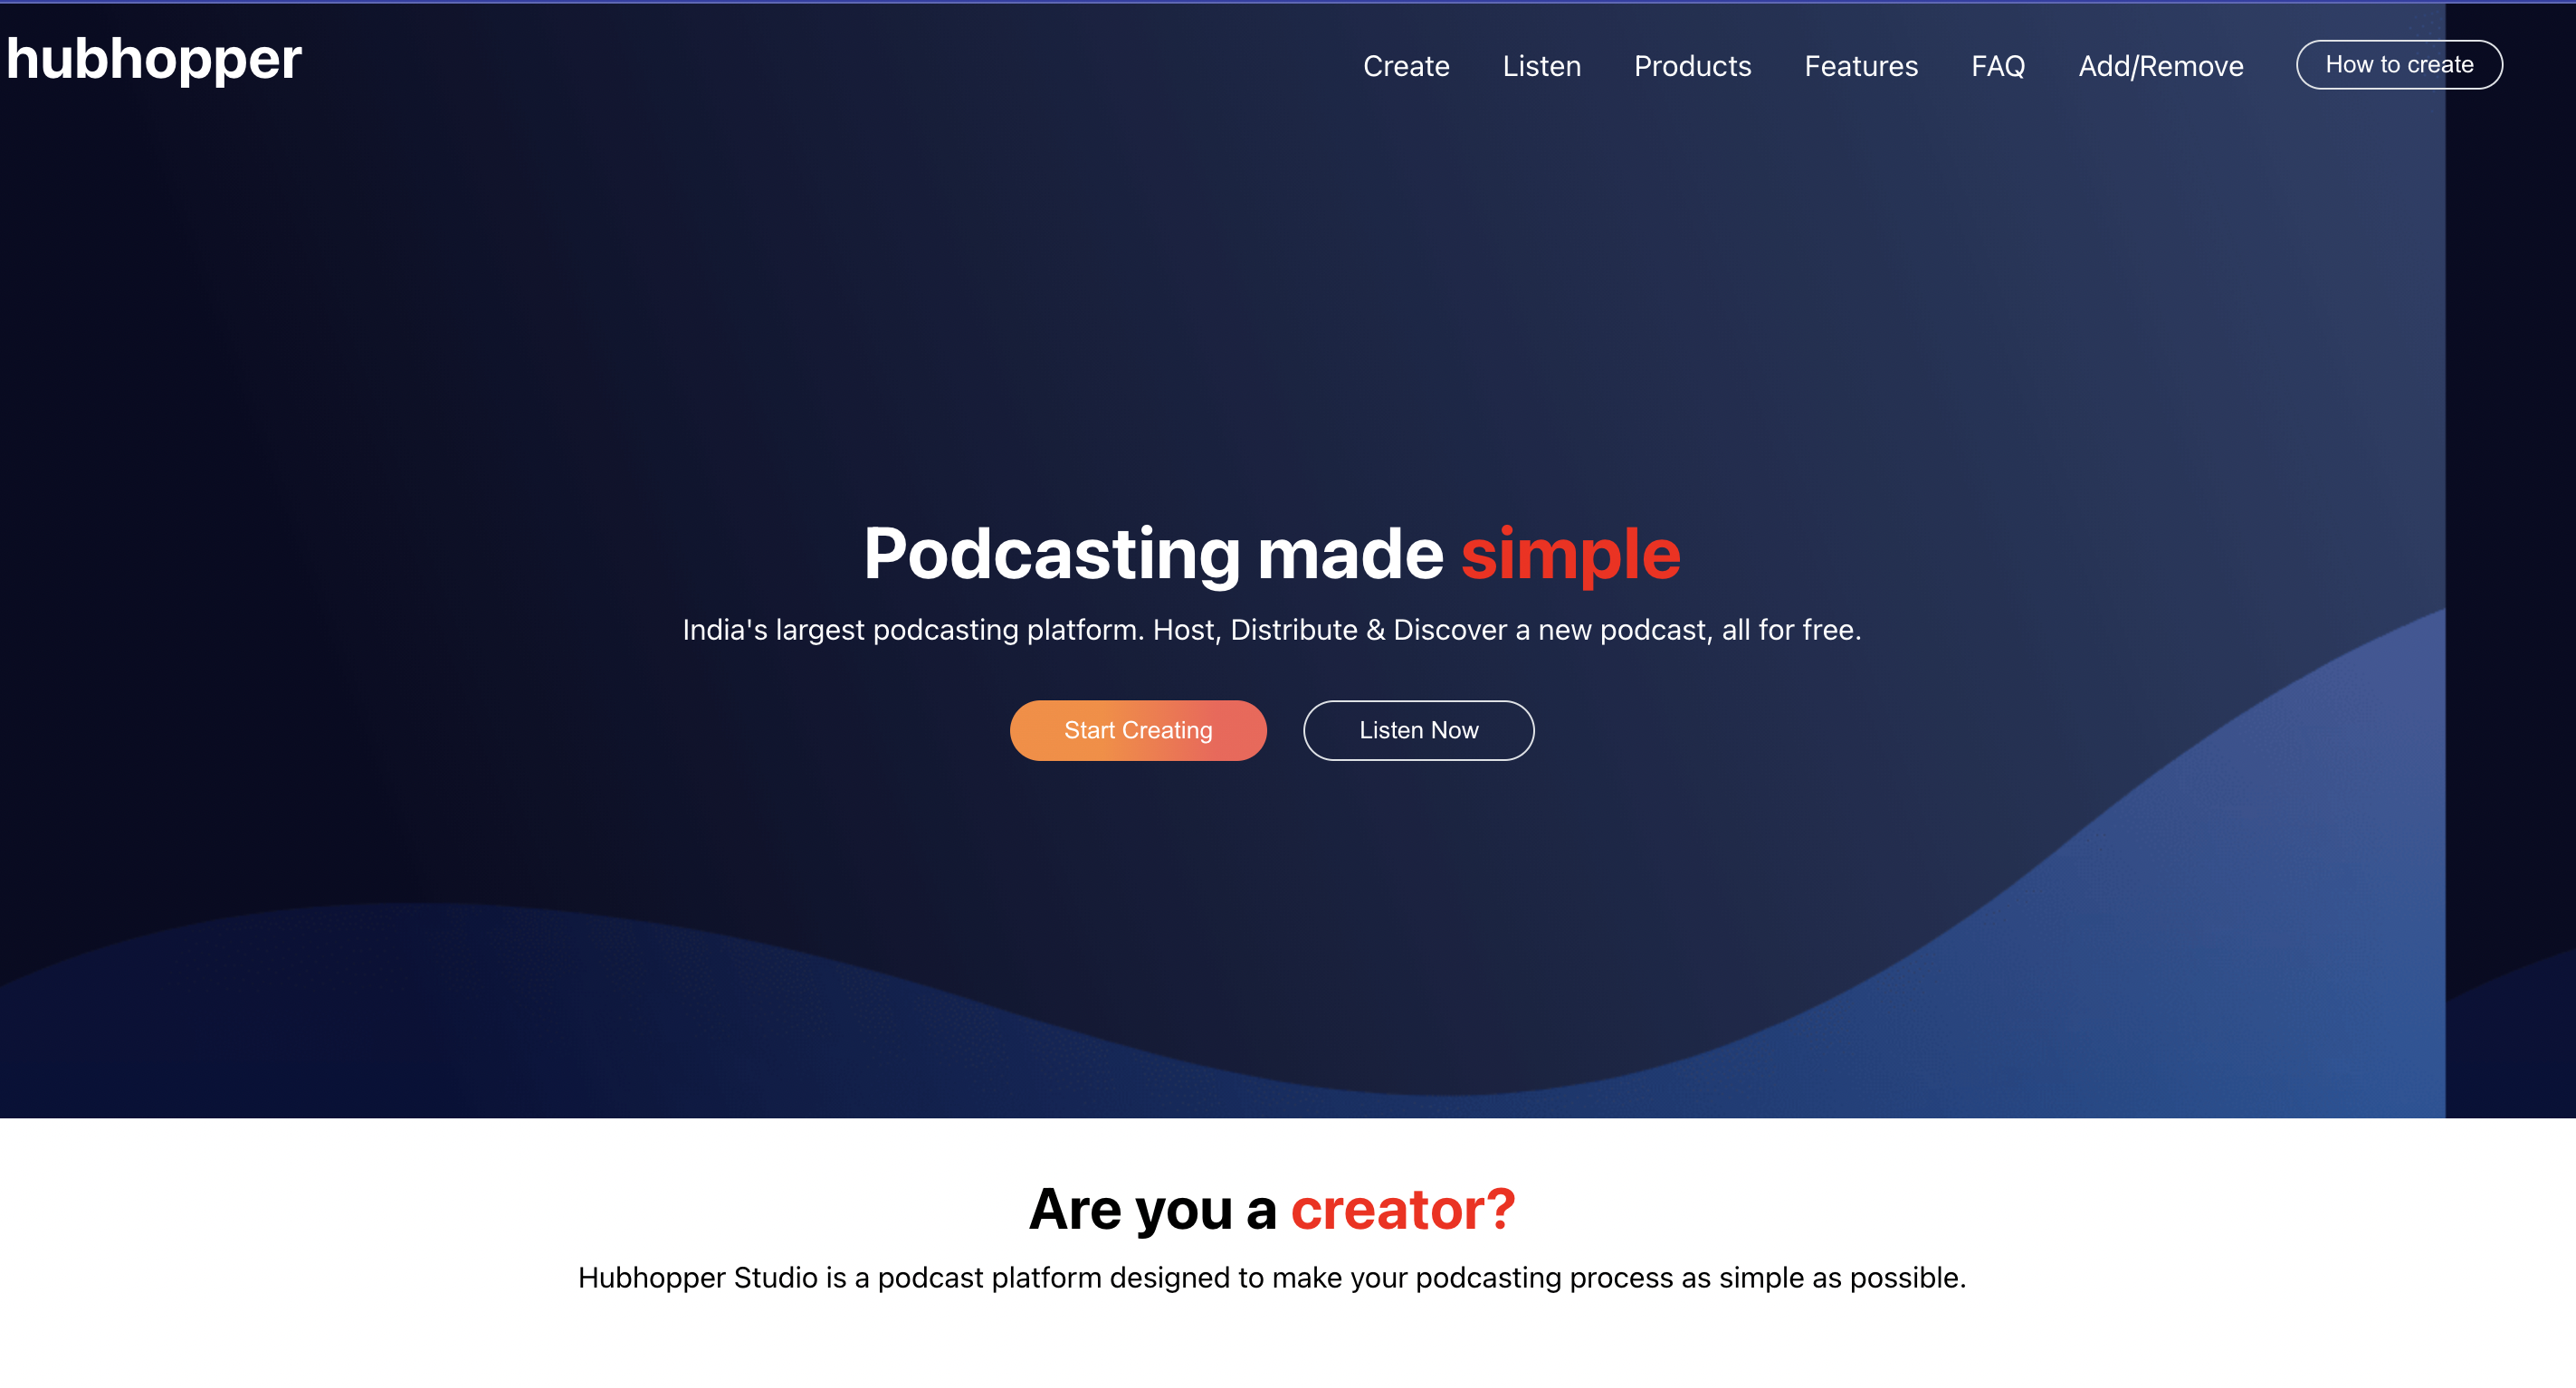 hubhopper
Create Listen Products Features FAQ Add/Remove How to create
Podcasting made simple
India's largest podcasting platform. Host, Distribute & Discover a new podcast, all for free.
Start Creating Listen Now
Are you a creator?
Hubhopper Studio is a podcast platform designed to make your podcasting process as simple as possible.